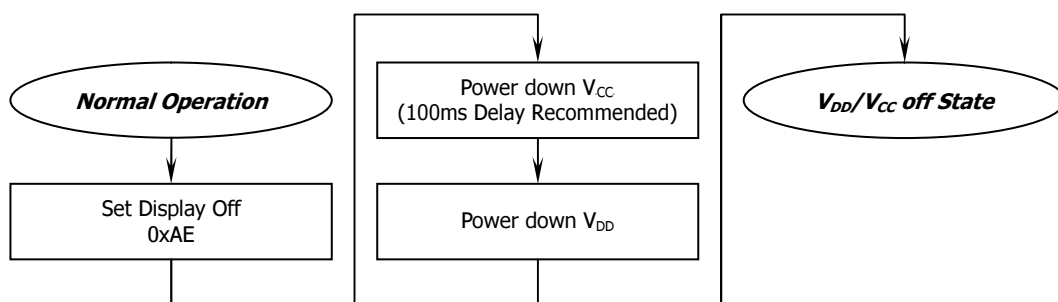 Normal Operation
Set Display Off
0xAE
Power down VCC
(100ms Delay Recommended)
Power down VDD
VDD/VCC off State